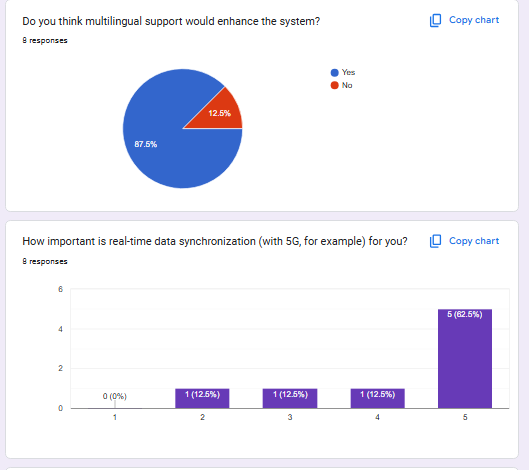 Do you think multilingual support would enhance the system?
Copy chart
8 responses
Yes
No
12.5%
87.5%
How important is real-time data synchronization (with 5G, for example) for you?
Copy chart
8 responses
6
4
2
0
0 (0%)
1 (12.5%)
1 (12.5%)
1 (12.5%)
5 (62.5%)
1
2
3
4
5